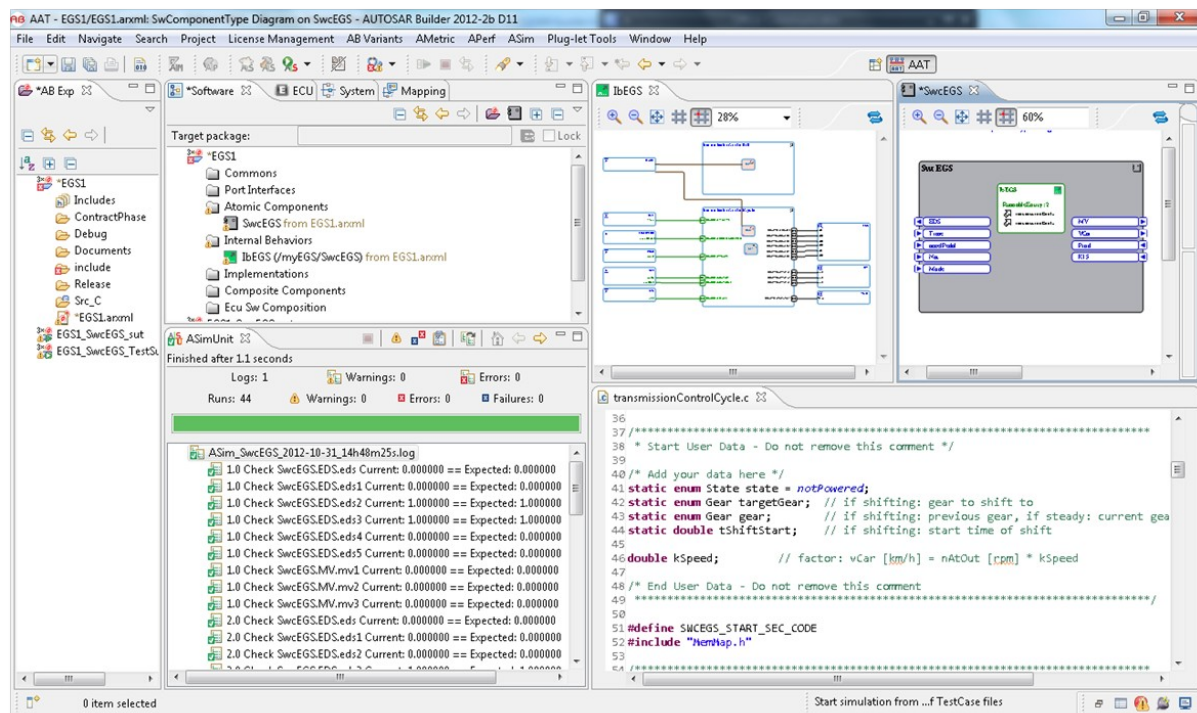 AAT - EGS1/EGS1.arxml: SwComponentType Diagram on SwcEGS - AUTOSAR Builder 2012-2b D11
File Edit Navigate Search Project License Management AB Variants AMetric APerf ASim Plug-let Tools Window Help
AAT
*AB Exp
*EGS1
Includes
ContractPhase
Debug
Documents
include
Release
Src_C
*EGS1.arxml
EGS1_SwcEGS_sut
EGS1_SwcEGS_TestSu
*Software ECU System Mapping
Target package: Lock
*EGS1
Commons
Port Interfaces
Atomic Components
SwcEGS from EGS1.arxml
Internal Behaviors
IbEGS (/myEGS/SwcEGS) from EGS1.arxml
Implementations
Composite Components
Ecu Sw Composition
ASimUnit
Finished after 1.1 seconds
Logs: 1 Warnings: 0 Errors: 0
Runs: 44 Warnings: 0 Errors: 0 Failures: 0
ASim_SwcEGS_2012-10-31_14h48m25s.log
1.0 Check SwcEGS.EDS.eds Current: 0.000000 == Expected: 0.000000
1.0 Check SwcEGS.EDS.eds1 Current: 0.000000 == Expected: 0.000000
1.0 Check SwcEGS.EDS.eds2 Current: 1.000000 == Expected: 1.000000
1.0 Check SwcEGS.EDS.eds3 Current: 1.000000 == Expected: 1.000000
1.0 Check SwcEGS.EDS.eds4 Current: 0.000000 == Expected: 0.000000
1.0 Check SwcEGS.EDS.eds5 Current: 0.000000 == Expected: 0.000000
1.0 Check SwcEGS.MV.mv1 Current: 0.000000 == Expected: 0.000000
1.0 Check SwcEGS.MV.mv2 Current: 0.000000 == Expected: 0.000000
1.0 Check SwcEGS.MV.mv3 Current: 0.000000 == Expected: 0.000000
2.0 Check SwcEGS.EDS.eds Current: 0.000000 == Expected: 0.000000
2.0 Check SwcEGS.EDS.eds1 Current: 0.000000 == Expected: 0.000000
2.0 Check SwcEGS.EDS.eds2 Current: 0.000000 == Expected: 0.000000
IbEGS
28%
*SwcEGS
60%
Swc EGS
IbEGS
EDS
Mode
MV
VCar
transmissionControlCycle.c
36
37 /*******************************************************************************
38 * Start User Data - Do not remove this comment */
39
40 /* Add your data here */
41 static enum State state = notPowered;
42 static enum Gear targetGear; // if shifting: gear to shift to
43 static enum Gear gear; // if shifting: previous gear, if steady: current gea
44 static double tShiftStart; // if shifting: start time of shift
45
46 double kSpeed; // factor: vCar [km/h] = nAtOut [rpm] * kSpeed
47
48 /* End User Data - Do not remove this comment
49 *******************************************************************************/
50
51 #define SWCEGS_START_SEC_CODE
52 #include "MemMap.h"
53
0 item selected
Start simulation from ...f TestCase files